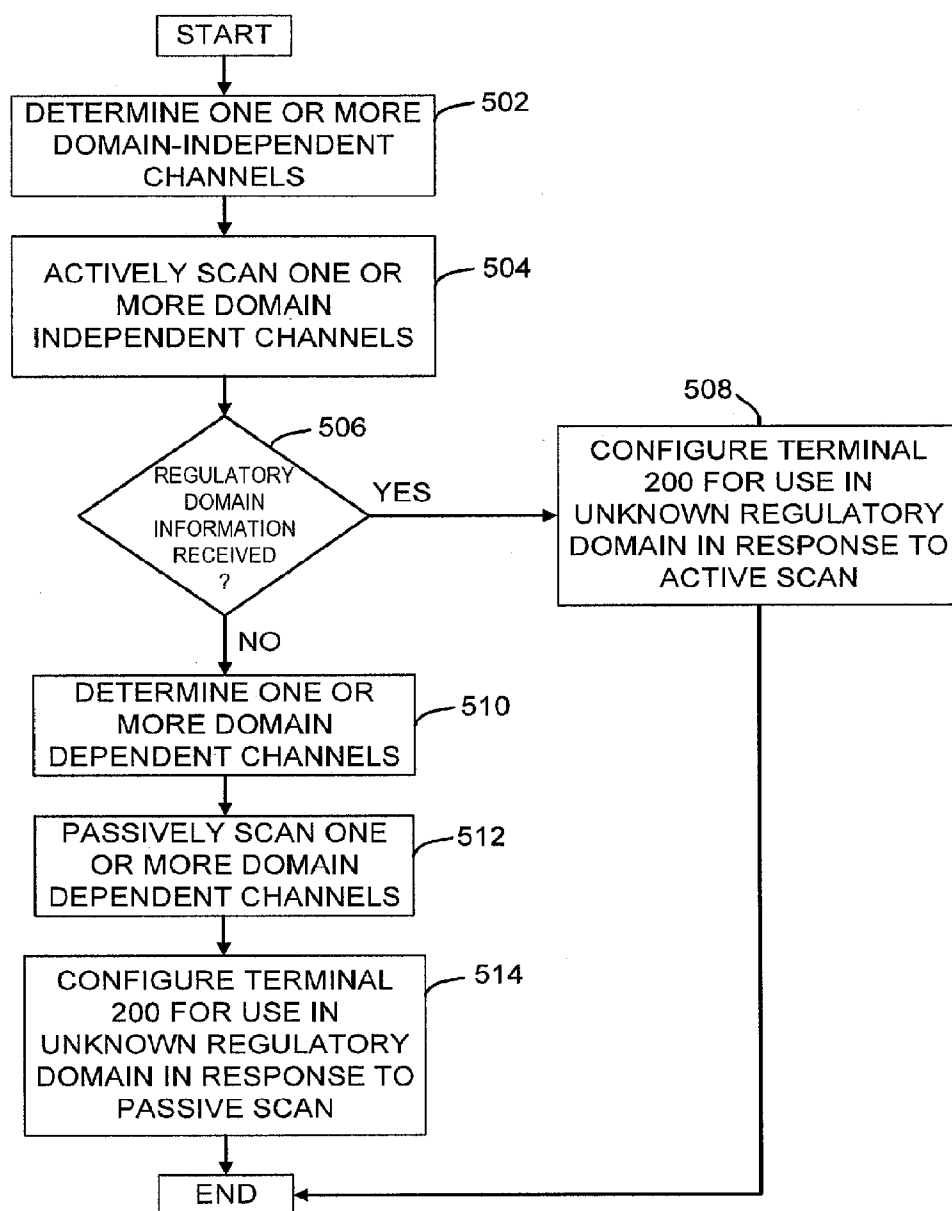 START
DETERMINE ONE OR MORE
DOMAIN-INDEPENDENT
CHANNELS
502
ACTIVELY SCAN ONE OR
MORE DOMAIN
INDEPENDENT CHANNELS
504
REGULATORY
DOMAIN
INFORMATION
RECEIVED
?
506
YES
508
CONFIGURE TERMINAL
200 FOR USE IN
UNKNOWN REGULATORY
DOMAIN IN RESPONSE TO
ACTIVE SCAN
NO
DETERMINE ONE OR
MORE DOMAIN
DEPENDENT CHANNELS
510
PASSIVELY SCAN ONE
OR MORE DOMAIN
DEPENDENT CHANNELS
512
CONFIGURE TERMINAL
200 FOR USE IN
UNKNOWN REGULATORY
DOMAIN IN RESPONSE TO
PASSIVE SCAN
514
END